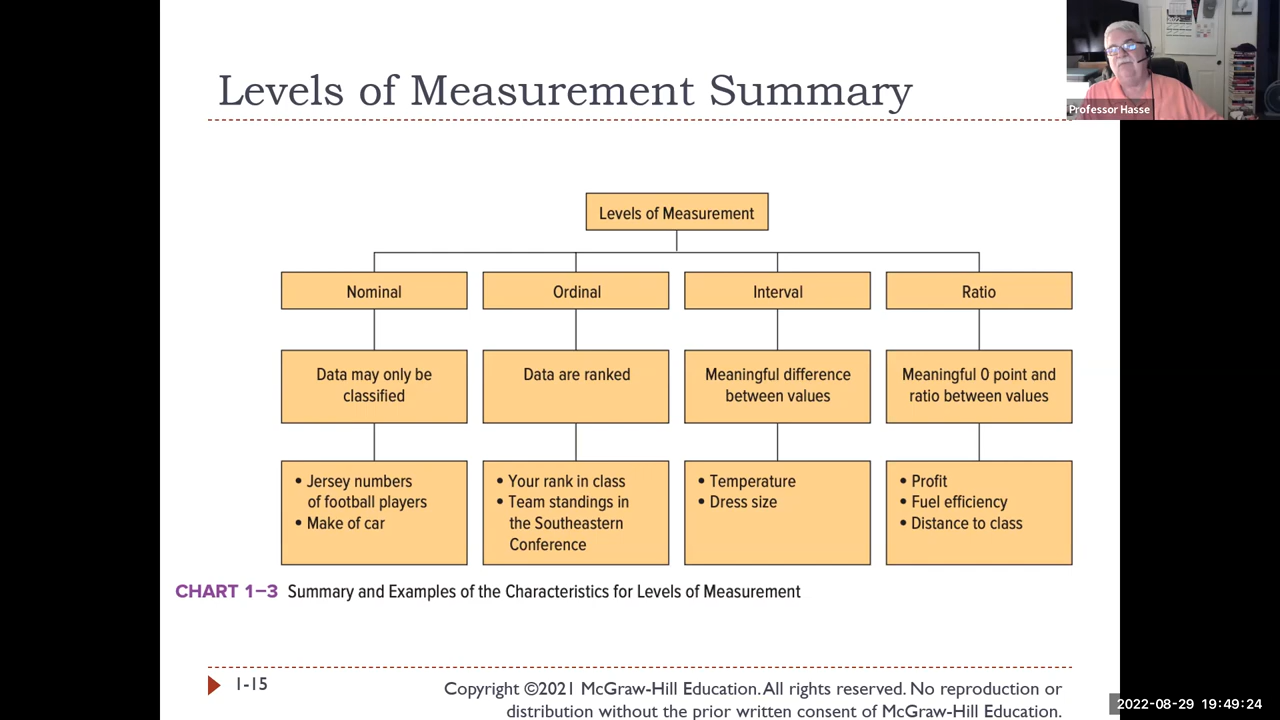 Levels of Measurement Summary
Professor Hasse
Levels of Measurement
Nominal
Ordinal
Interval
Ratio
Data may only be
classified
Data are ranked
Meaningful difference
between values
Meaningful 0 point and
ratio between values
• Jersey numbers
of football players
• Make of car
• Your rank in class
• Team standings in
the Southeastern
Conference
• Temperature
• Dress size
• Profit
• Fuel efficiency
• Distance to class
CHART 1–3 Summary and Examples of the Characteristics for Levels of Measurement
1-15
Copyright ©2021 McGraw-Hill Education. All rights reserved. No reproduction or
distribution without the prior written consent of McGraw-Hill Education.
2022-08-29 19:49:24